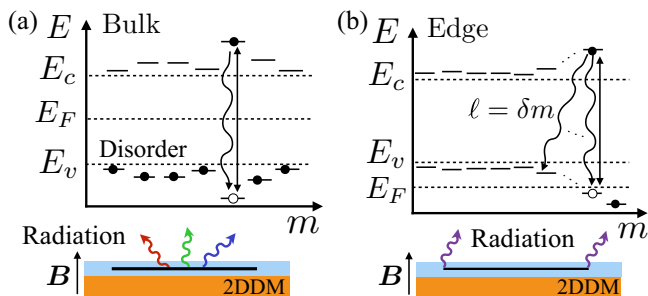 (a) E Bulk
E_c
E_F
Disorder
E_v
m
Radiation
B
2DDM
(b) E Edge
E_c
ℓ = δm
E_v
E_F
m
Radiation
B
2DDM